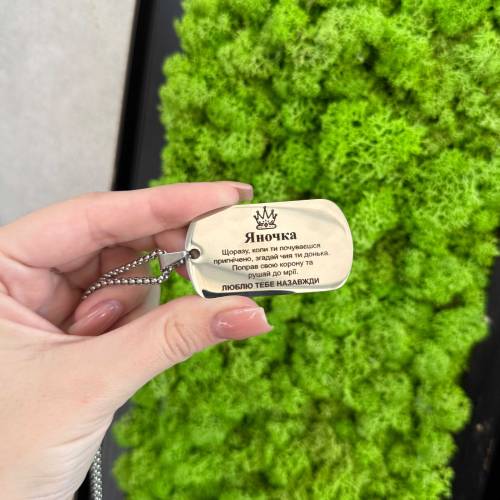 Яночка
Щоразу, коли ти почуваєшся
пригнічено, згадай чия ти донька.
Поправ свою корону та
рушай до мрії.
ЛЮБЛЮ ТЕБЕ НАЗАВЖДИ